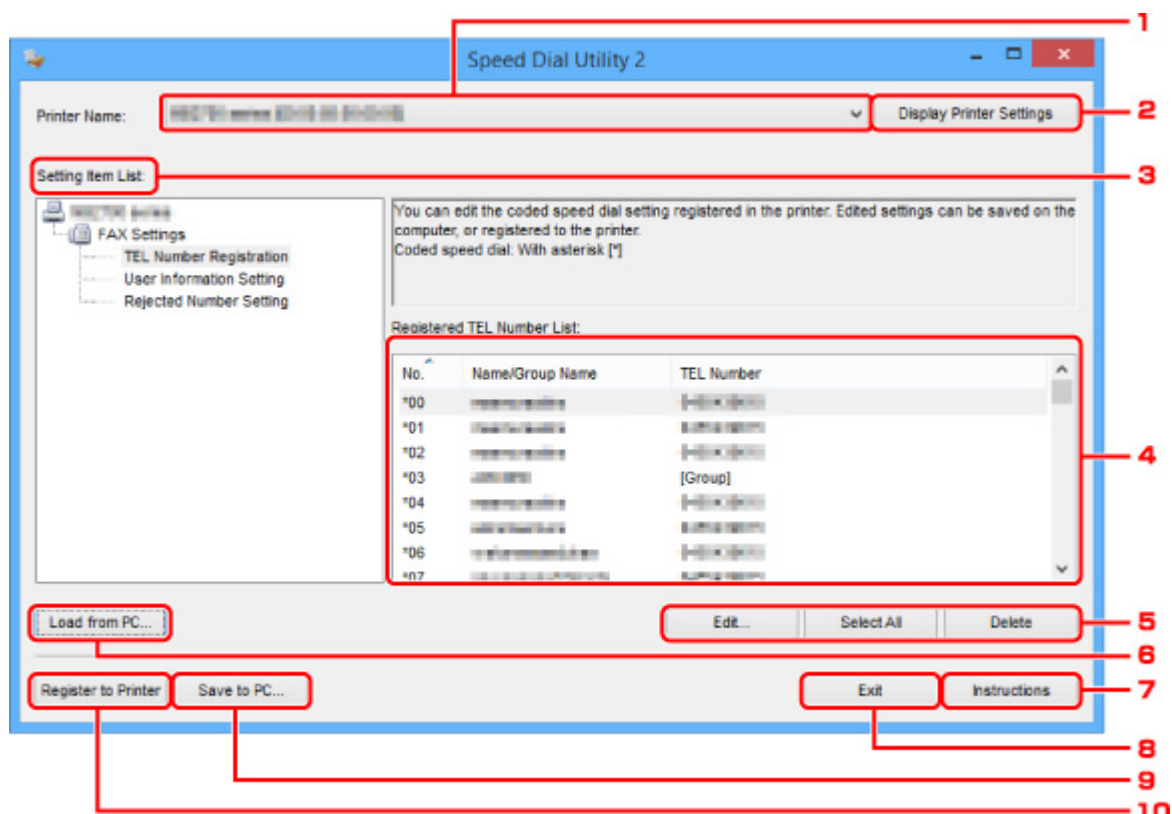 1
Speed Dial Utility 2
Printer Name:
Display Printer Settings
2
Setting Item List:
3
FAX Settings
TEL Number Registration
User Information Setting
Rejected Number Setting
You can edit the coded speed dial setting registered in the printer. Edited settings can be saved on the
computer, or registered to the printer.
Coded speed dial: With asterisk [*]
Registered TEL Number List:
No. Name/Group Name TEL Number
*00
*01
*02
*03 [Group]
*04
*05
*06
*07
4
Load from PC...
Edit... Select All Delete
5
6
Register to Printer Save to PC... Exit Instructions
7
8
9
10